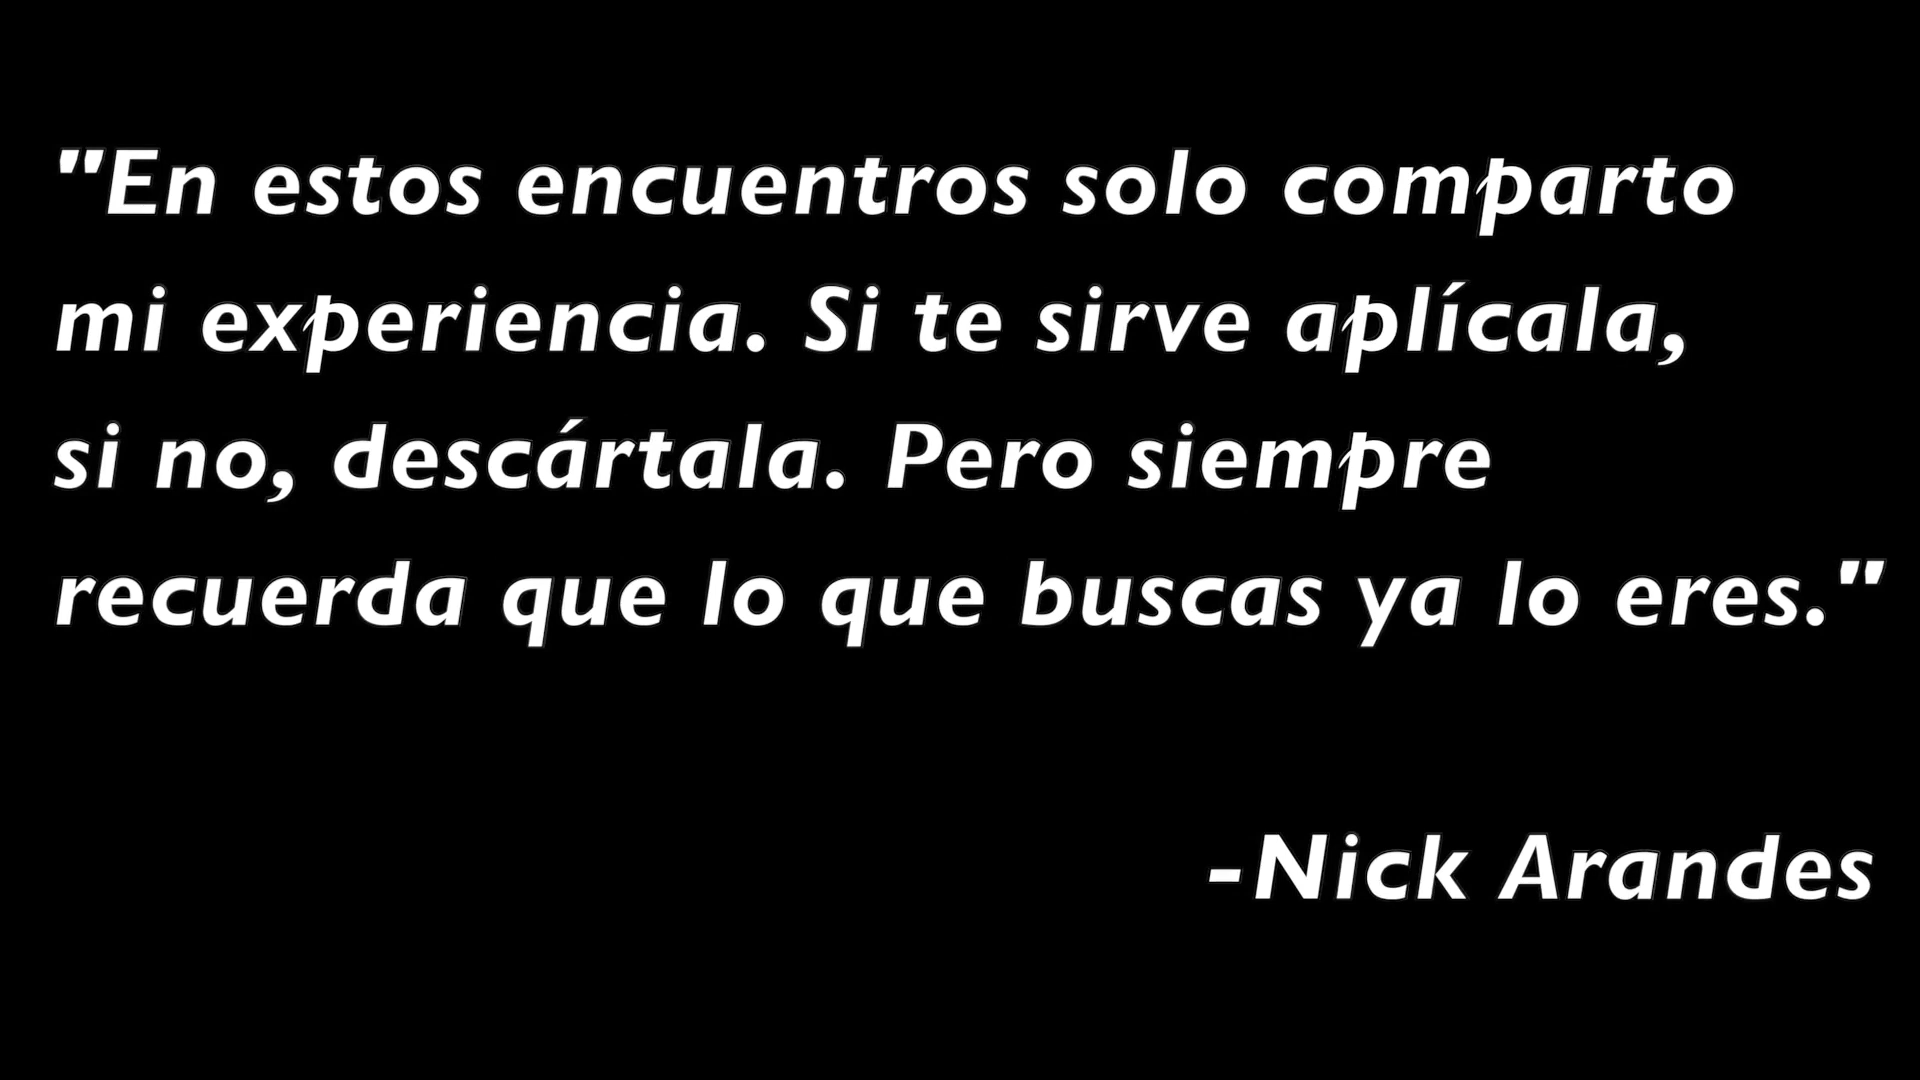 "En estos encuentros solo comparto
mi experiencia. Si te sirve aplícala,
si no, descártala. Pero siempre
recuerda que lo que buscas ya lo eres."
-Nick Arandes